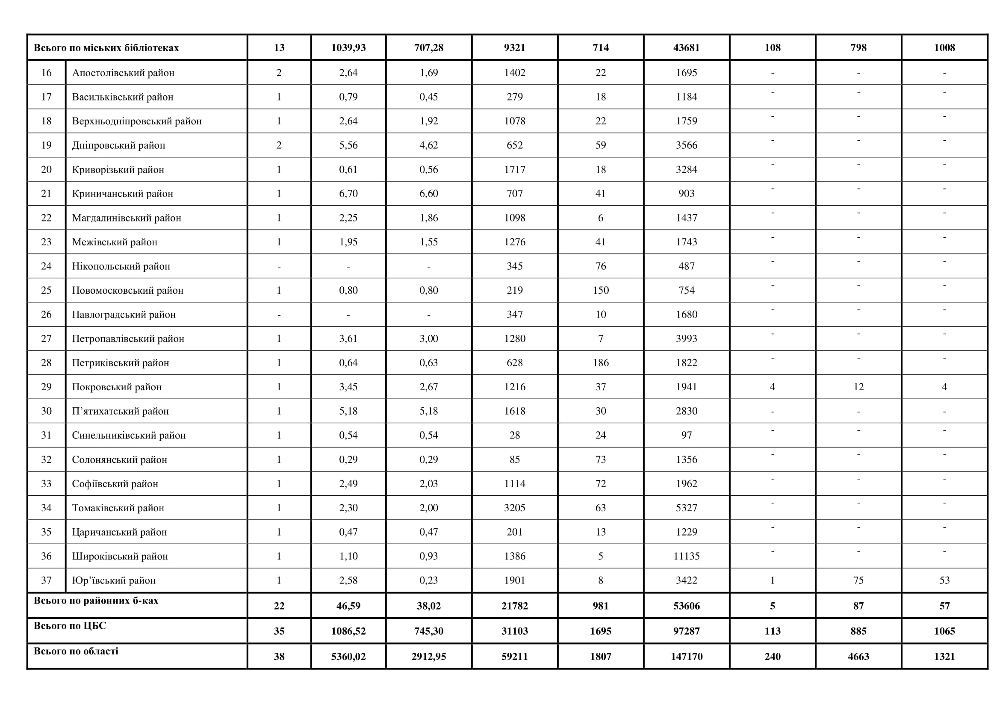 Всього по міських бібліотеках 13 1039,93 707,28 9321 714 43681 108 798 1008
16 Апостолівський район 2 2,64 1,69 1402 22 1695 - - -
17 Васильківський район 1 0,79 0,45 279 18 1184 - - -
18 Верхньодніпровський район 1 2,64 1,92 1078 22 1759 - - -
19 Дніпровський район 2 5,56 4,62 652 59 3566 - - -
20 Криворізький район 1 0,61 0,56 1717 18 3284 - - -
21 Криничанський район 1 6,70 6,60 707 41 903 - - -
22 Магдалинівський район 1 2,25 1,86 1098 6 1437 - - -
23 Межівський район 1 1,95 1,55 1276 41 1743 - - -
24 Нікопольський район - - - 345 76 487 - - -
25 Новомосковський район 1 0,80 0,80 219 150 754 - - -
26 Павлоградський район - - - 347 10 1680 - - -
27 Петропавлівський район 1 3,61 3,00 1280 7 3993 - - -
28 Петриківський район 1 0,64 0,63 628 186 1822 - - -
29 Покровський район 1 3,45 2,67 1216 37 1941 4 12 4
30 П’ятихатський район 1 5,18 5,18 1618 30 2830 - - -
31 Синельниківський район 1 0,54 0,54 28 24 97 - - -
32 Солонянський район 1 0,29 0,29 85 73 1356 - - -
33 Софіївський район 1 2,49 2,03 1114 72 1962 - - -
34 Томаківський район 1 2,30 2,00 3205 63 5327 - - -
35 Царичанський район 1 0,47 0,47 201 13 1229 - - -
36 Широківський район 1 1,10 0,93 1386 5 11135 - - -
37 Юр’ївський район 1 2,58 0,23 1901 8 3422 1 75 53
Всього по районних б-ках 22 46,59 38,02 21782 981 53606 5 87 57
Всього по ЦБС 35 1086,52 745,30 31103 1695 97287 113 885 1065
Всього по області 38 5360,02 2912,95 59211 1807 147170 240 4663 1321